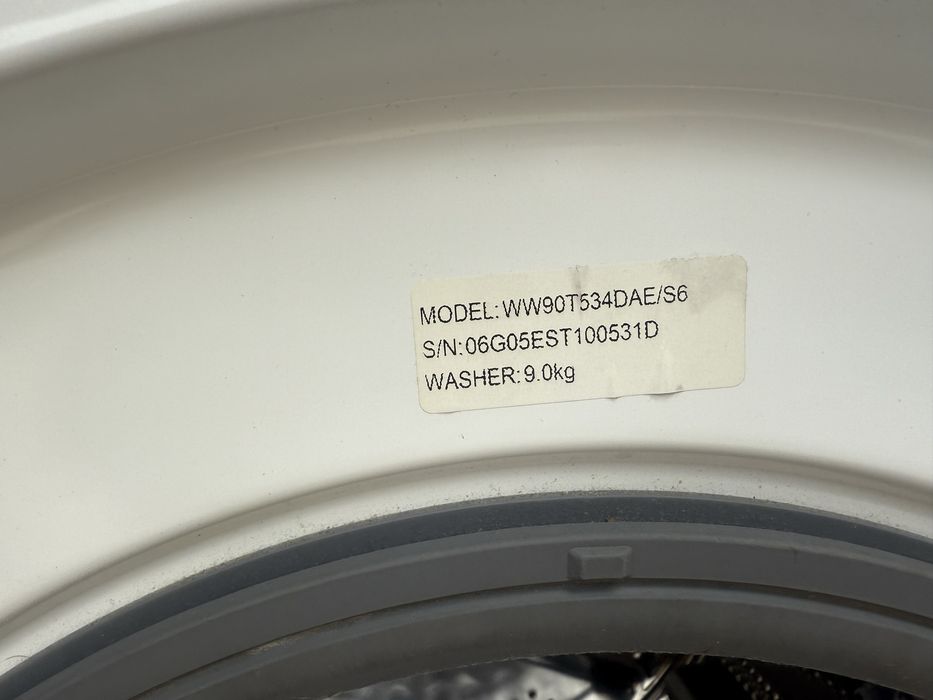 MODEL:WW90T534DAE/S6
S/N:06G05EST100531D
WASHER:9.0kg